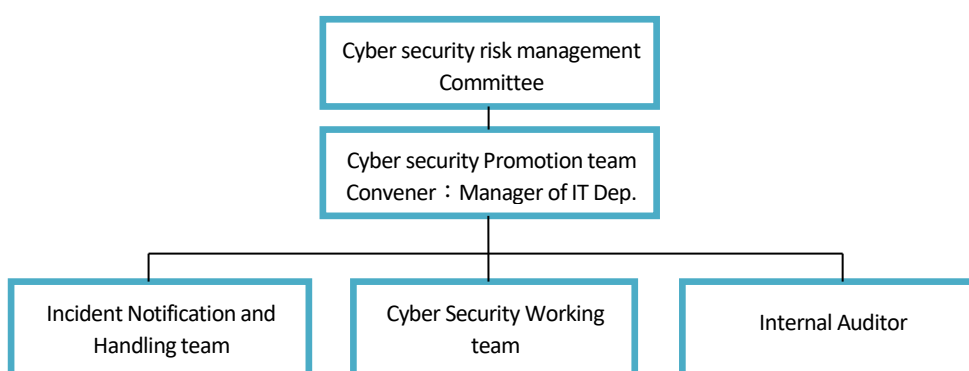 Cyber security risk management
Committee
Cyber security Promotion team
Convener：Manager of IT Dep.
Incident Notification and
Handling team
Cyber Security Working
team
Internal Auditor